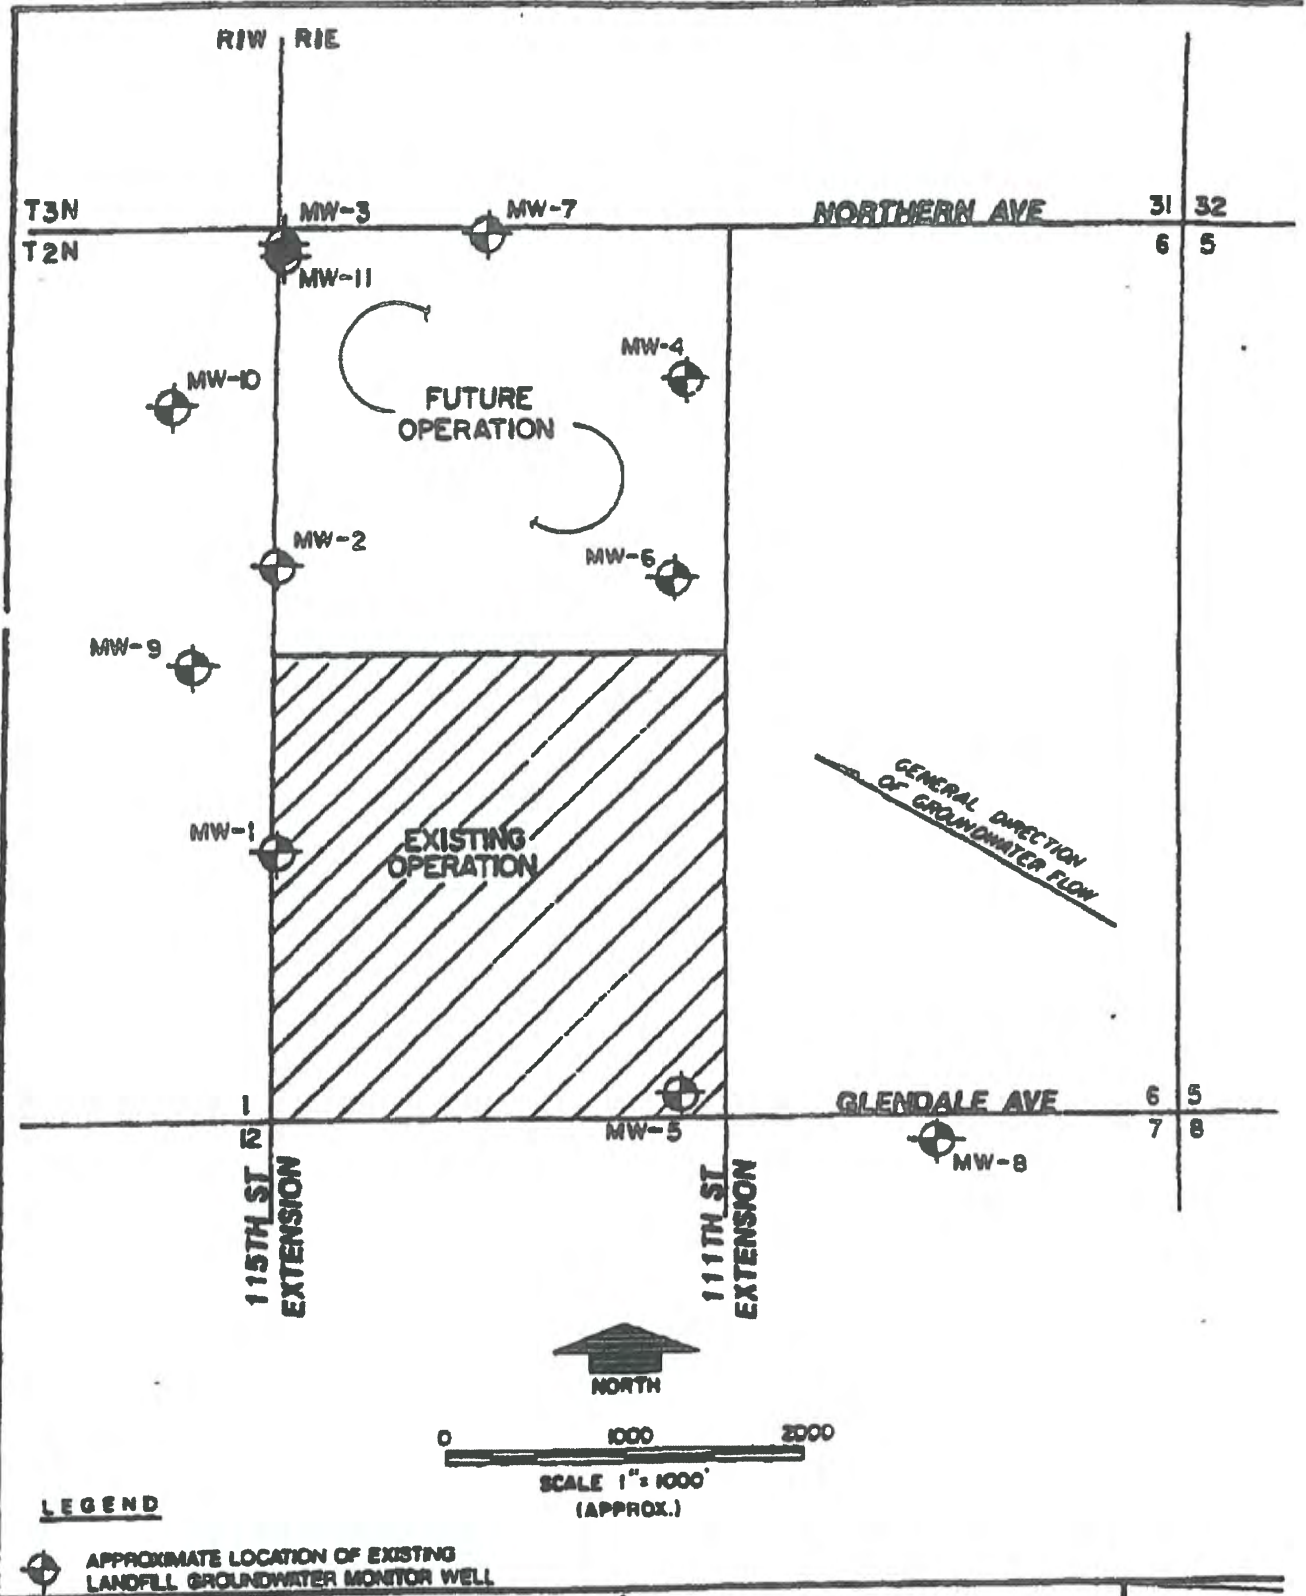 R1W R1E
T3N
T2N
MW-3
MW-7
NORTHERN AVE
31 32
6 5
MW-11
MW-4
MW-10
FUTURE
OPERATION
MW-2
MW-6
MW-9
GENERAL DIRECTION
OF GROUNDWATER FLOW
MW-1
EXISTING
OPERATION
1
12
GLENDALE AVE
6 5
7 8
MW-5
MW-8
115TH ST
EXTENSION
111TH ST
EXTENSION
NORTH
0 1000 2000
SCALE 1"=1000'
(APPROX.)
LEGEND
APPROXIMATE LOCATION OF EXISTING
LANDFILL GROUNDWATER MONITOR WELL